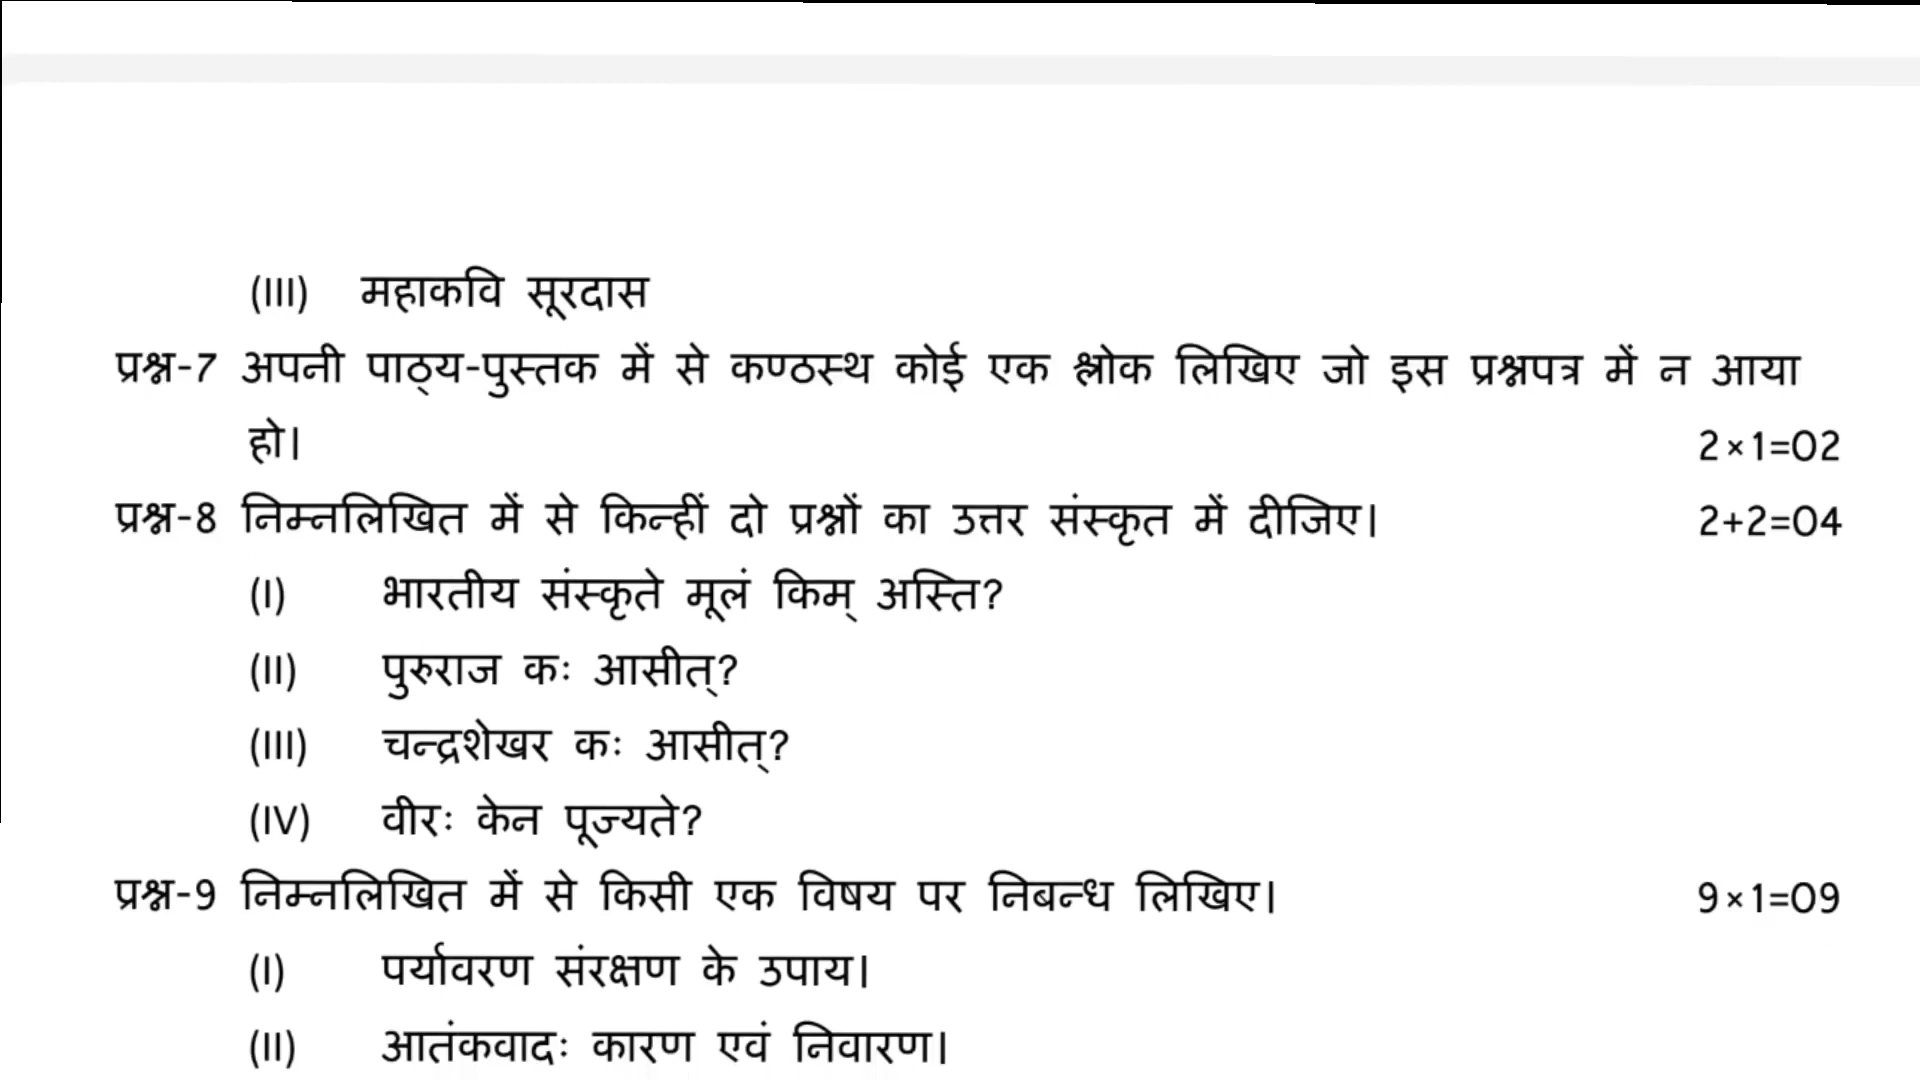 (III) महाकवि सूरदास
प्रश्न-7 अपनी पाठ्य-पुस्तक में से कण्ठस्थ कोई एक श्लोक लिखिए जो इस प्रश्नपत्र में न आया
हो। 2×1=02
प्रश्न-8 निम्नलिखित में से किन्हीं दो प्रश्नों का उत्तर संस्कृत में दीजिए। 2+2=04
(I) भारतीय संस्कृते मूलं किम् अस्ति?
(II) पुरुराज कः आसीत्?
(III) चन्द्रशेखर कः आसीत्?
(IV) वीरः केन पूज्यते?
प्रश्न-9 निम्नलिखित में से किसी एक विषय पर निबन्ध लिखिए। 9×1=09
(I) पर्यावरण संरक्षण के उपाय।
(II) आतंकवादः कारण एवं निवारण।